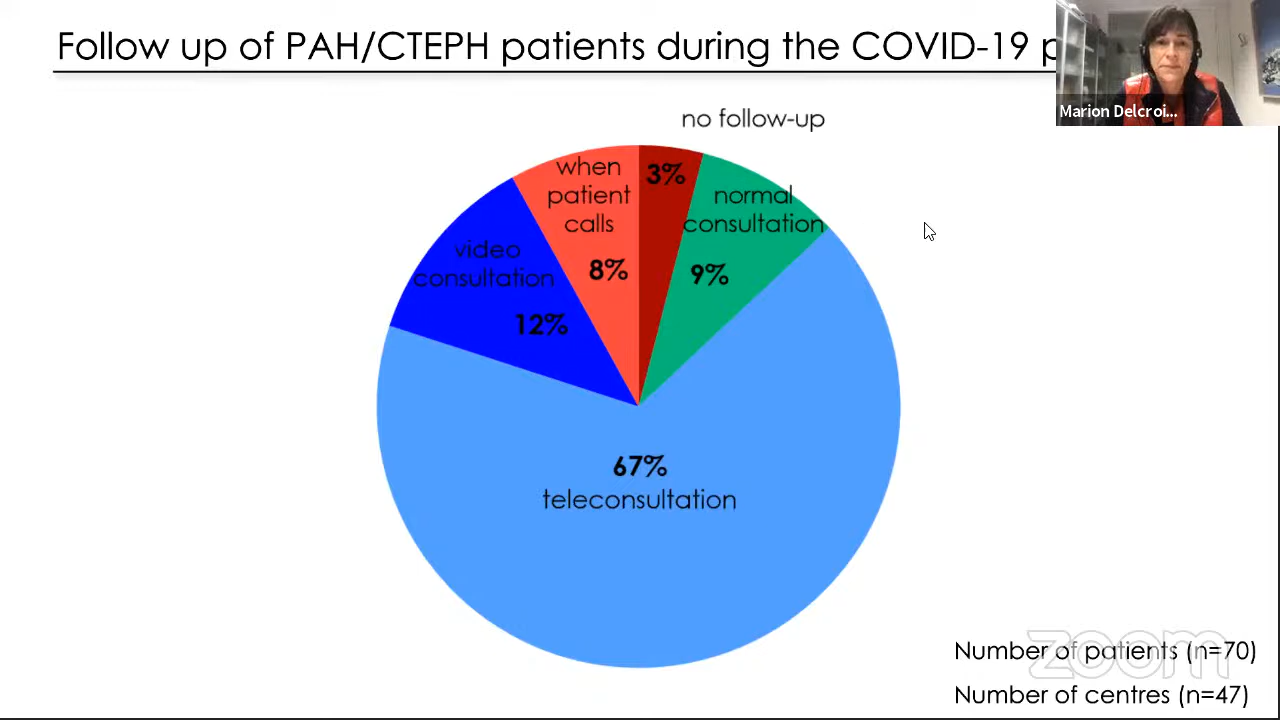 Follow up of PAH/CTEPH patients during the COVID-19 p
Marion Delcroi...
no follow-up
when
patient
calls
8%
3%
normal
consultation
9%
video
consultation
12%
67%
teleconsultation
zoom
Number of patients (n=70)
Number of centres (n=47)